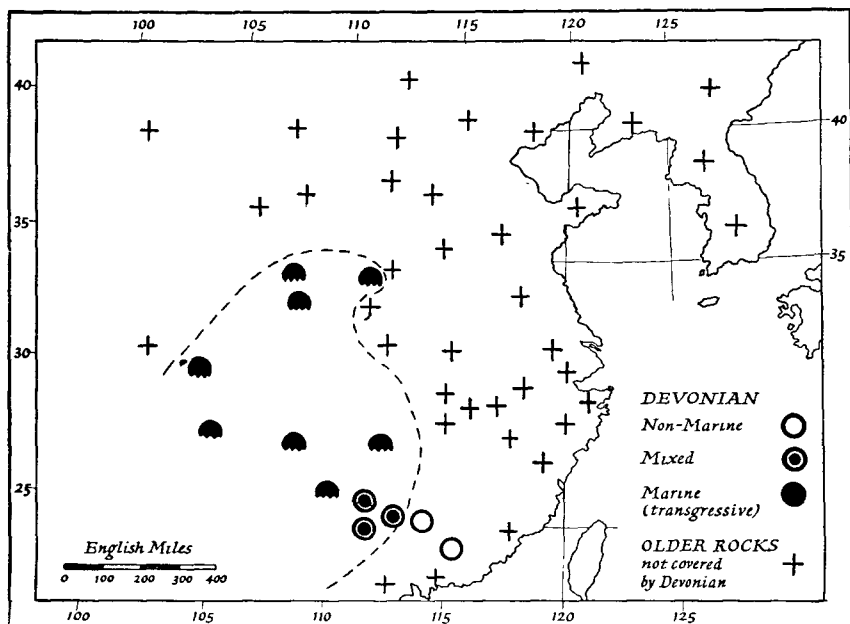 100 105 110 115 120 125
40
40
35
35
30
25
DEVONIAN
Non-Marine
Mixed
Marine
(transgressive)
OLDER ROCKS
not covered
by Devonian
English Miles
0 100 200 300 400
100 105 110 115 120 125